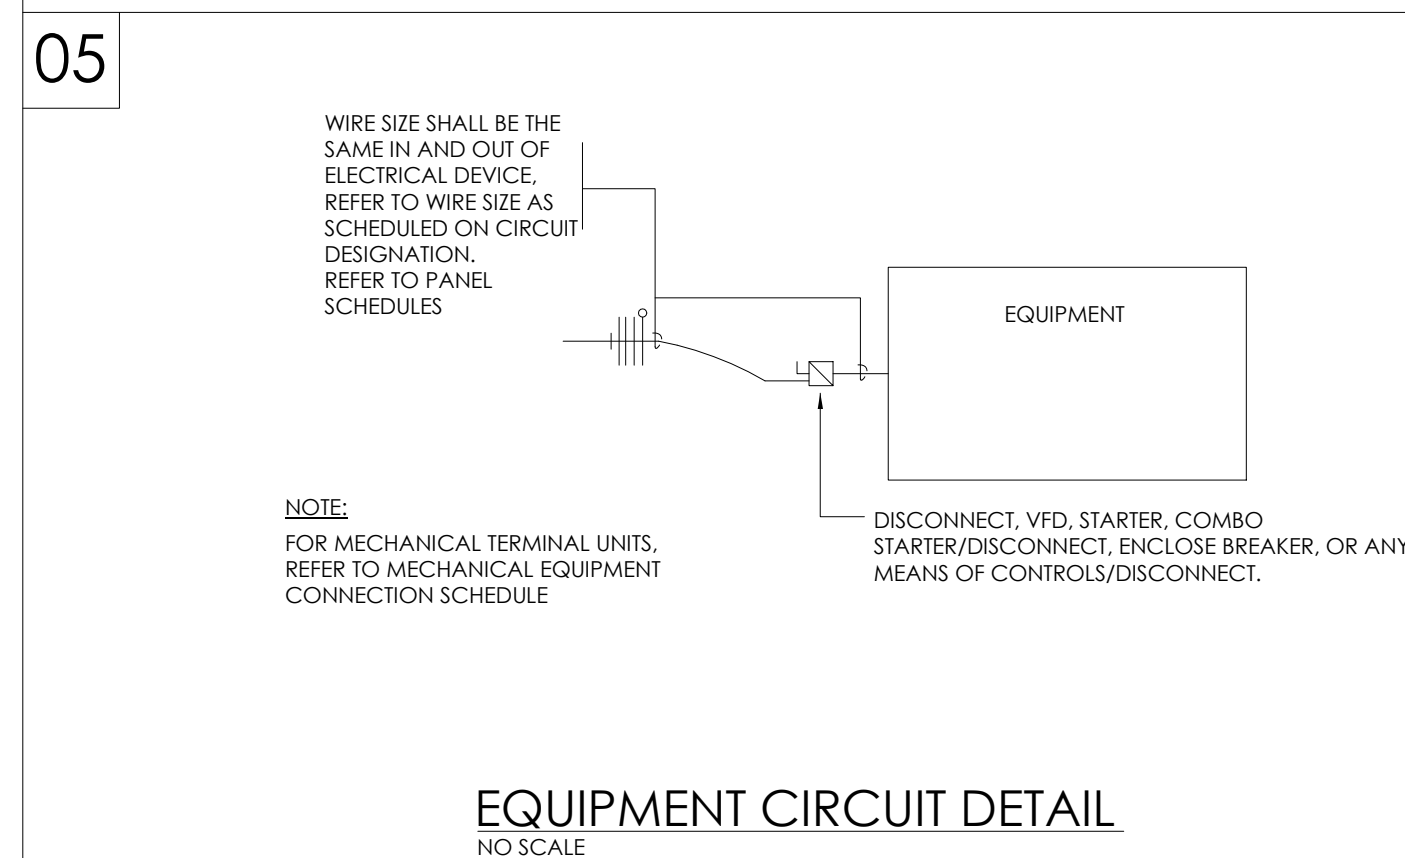 05
WIRE SIZE SHALL BE THE
SAME IN AND OUT OF
ELECTRICAL DEVICE,
REFER TO WIRE SIZE AS
SCHEDULED ON CIRCUIT
DESIGNATION.
REFER TO PANEL
SCHEDULES
EQUIPMENT
DISCONNECT, VFD, STARTER, COMBO
STARTER/DISCONNECT, ENCLOSE BREAKER, OR ANY
MEANS OF CONTROLS/DISCONNECT.
NOTE:
FOR MECHANICAL TERMINAL UNITS,
REFER TO MECHANICAL EQUIPMENT
CONNECTION SCHEDULE
EQUIPMENT CIRCUIT DETAIL
NO SCALE